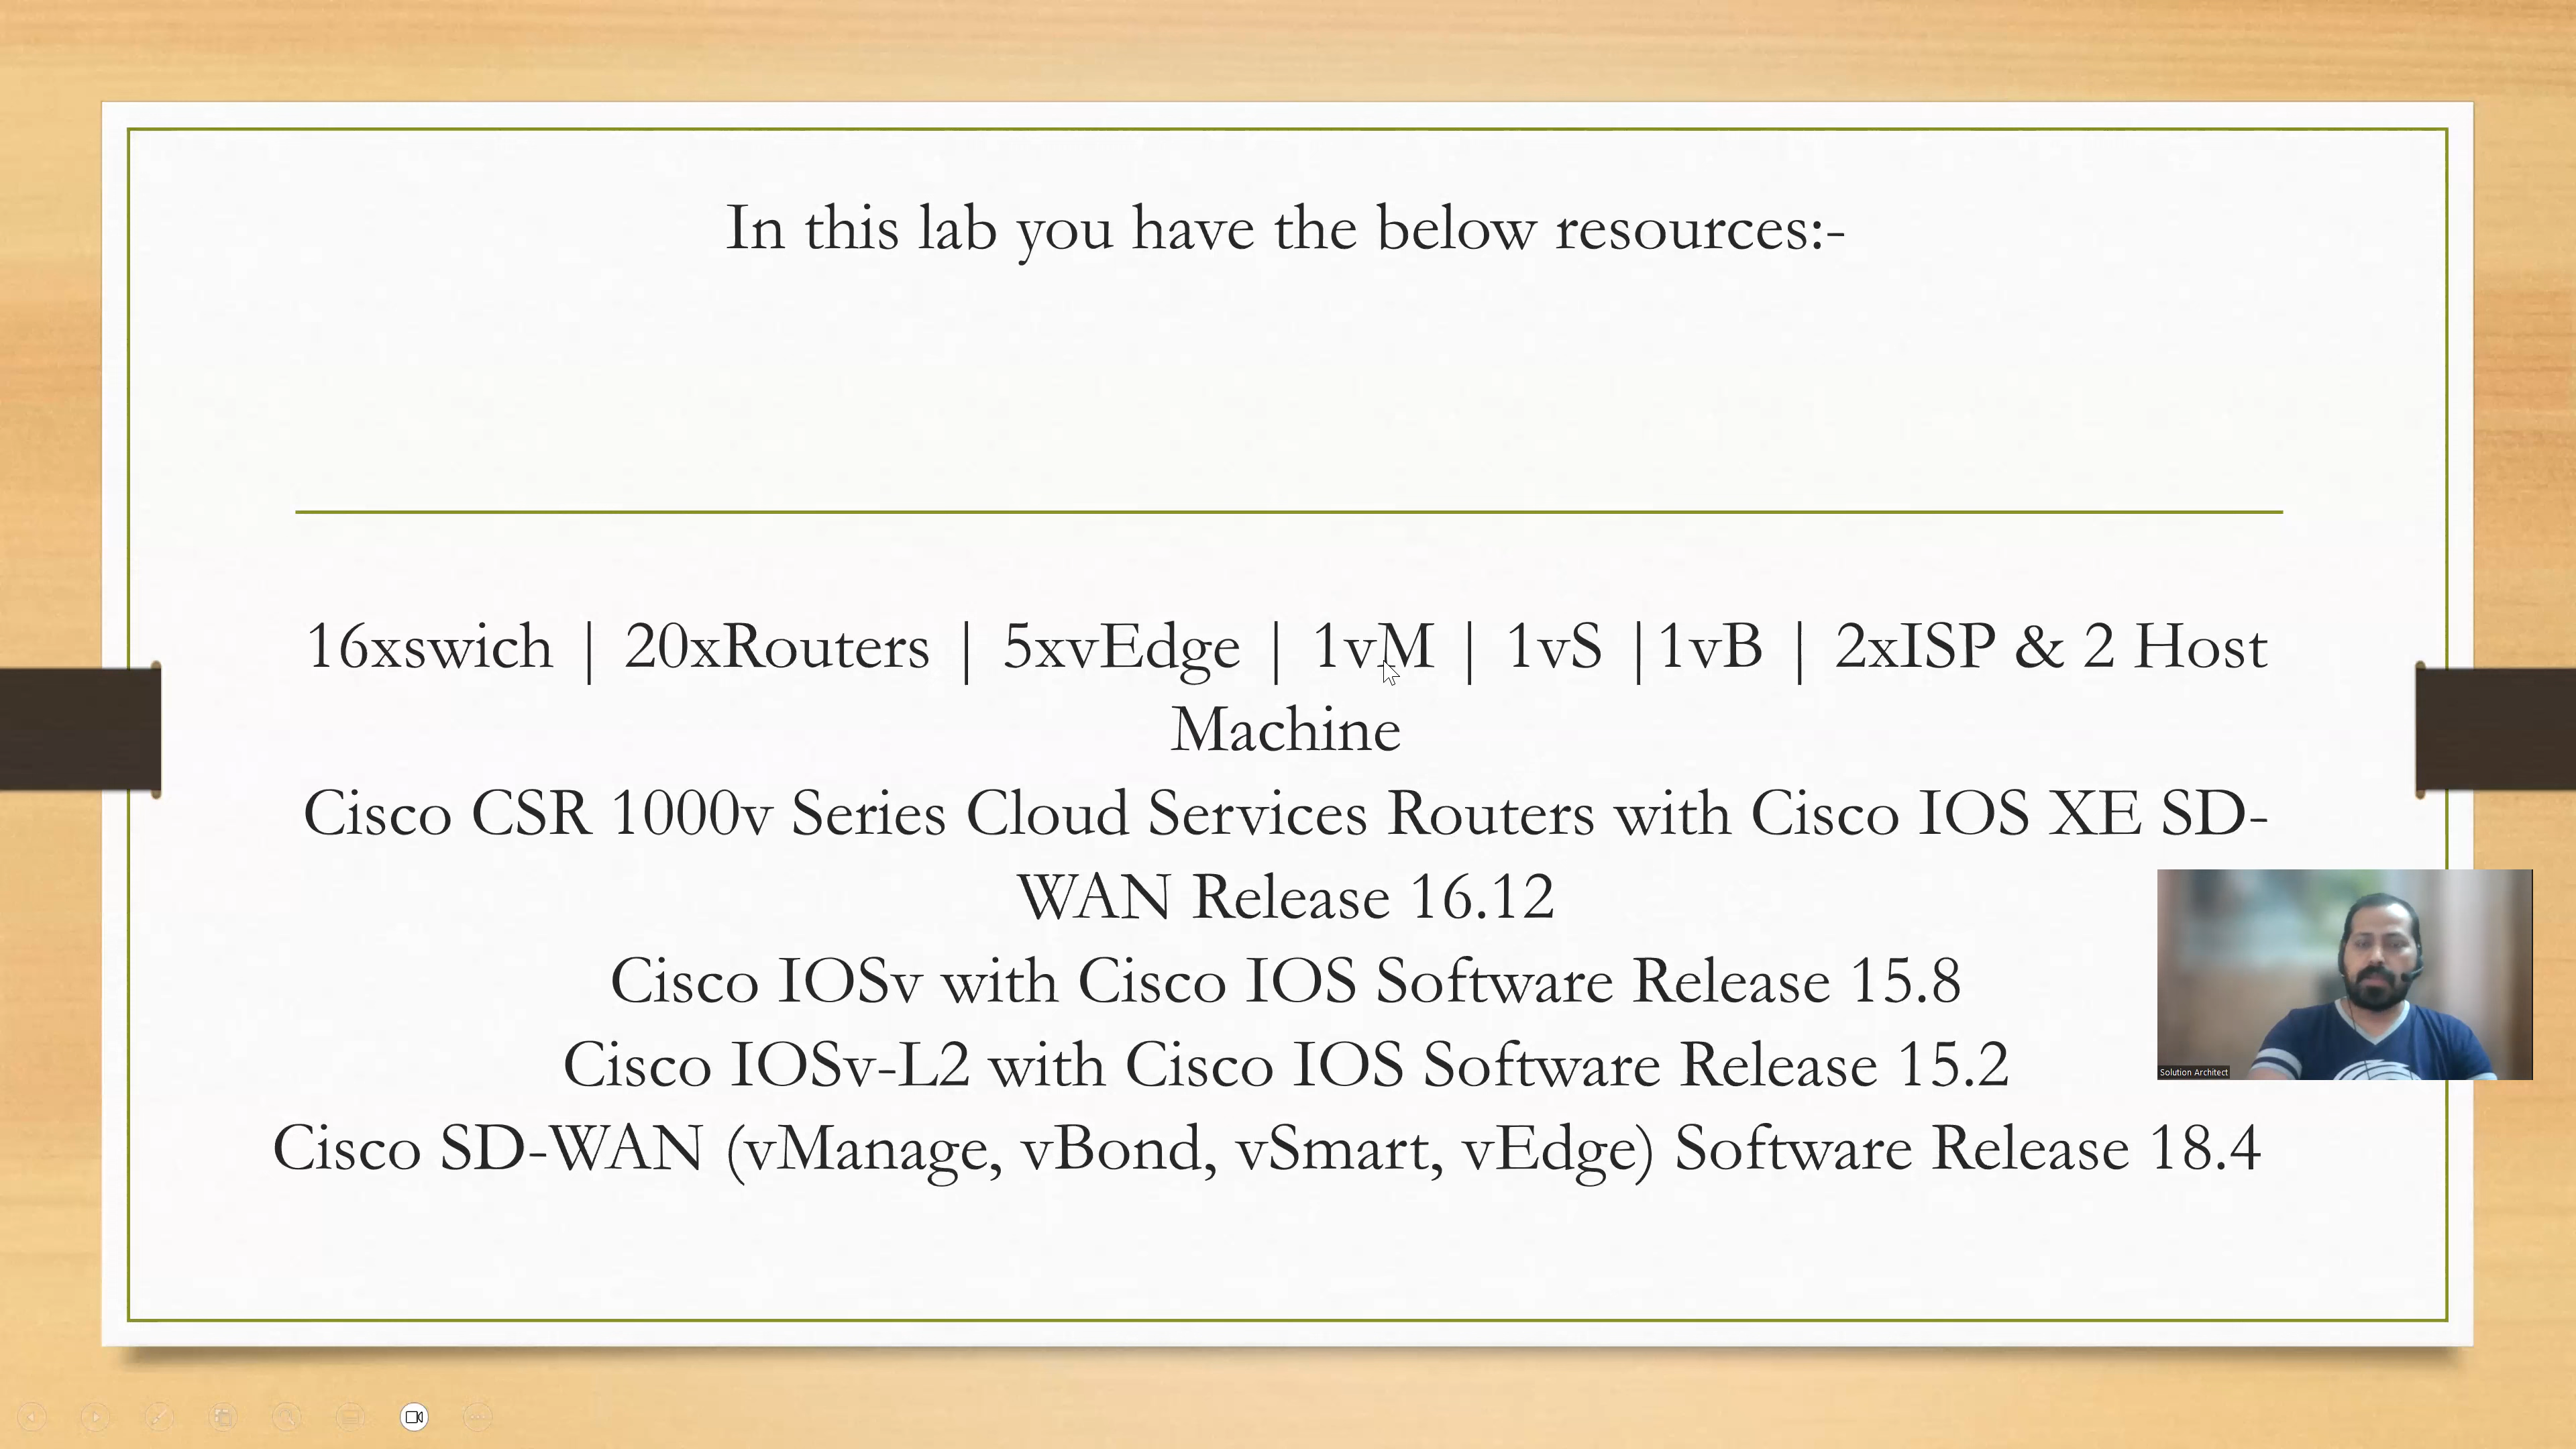 In this lab you have the below resources:-
16xswich | 20xRouters | 5xvEdge | 1vM | 1vS |1vB | 2xISP & 2 Host
Machine
Cisco CSR 1000v Series Cloud Services Routers with Cisco IOS XE SD-
WAN Release 16.12
Cisco IOSv with Cisco IOS Software Release 15.8
Cisco IOSv-L2 with Cisco IOS Software Release 15.2
Cisco SD-WAN (vManage, vBond, vSmart, vEdge) Software Release 18.4
Solution Architect